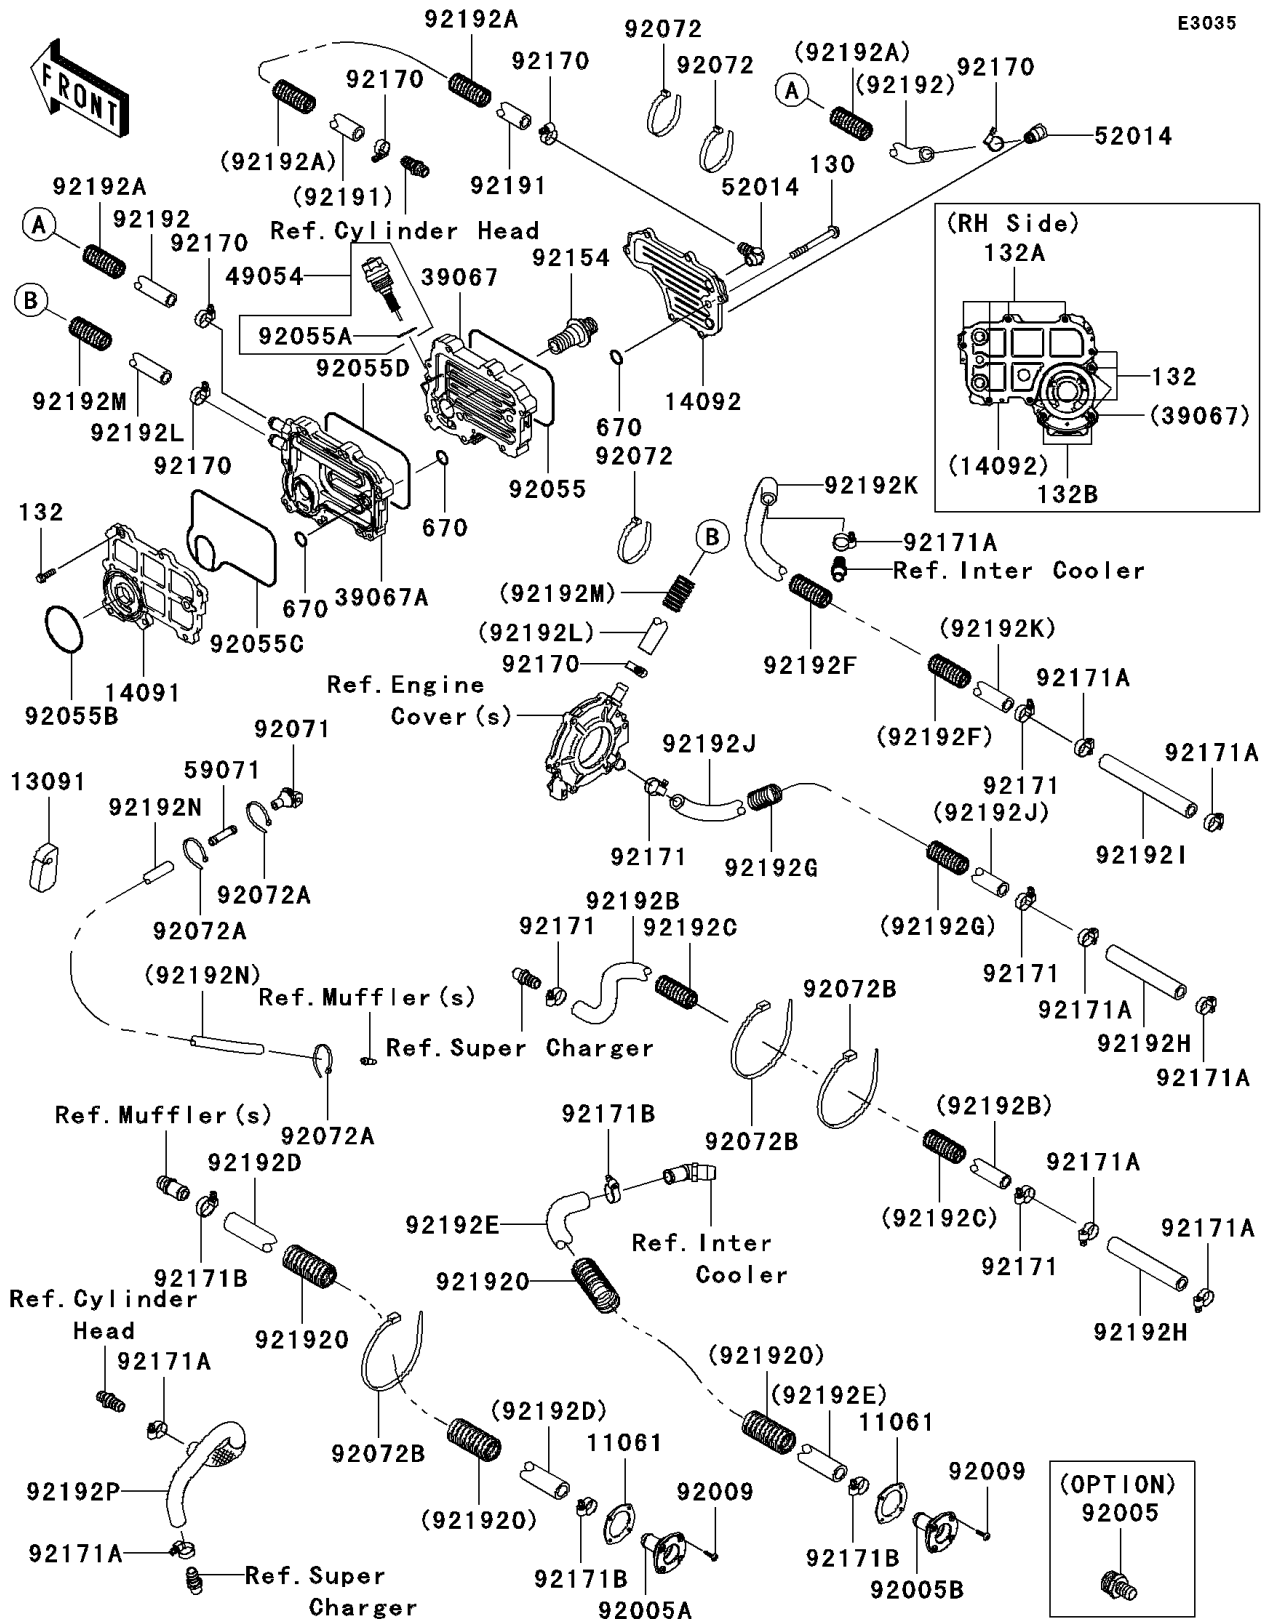 E3035
FRONT
92192A
92072
(92192A)
92170
92072
(92192)
92170
A
52014
(92192A)
(92191)
92191
52014
130
92192A
A
92192
92170
Ref.Cylinder Head
49054
39067
92154
(RH Side)
132A
B
92055A
92055D
132
(39067)
(14092)
132B
92192M
92192L
92170
14092
670
92072
92055
92192K
132
670
B
92171A
Ref.Inter Cooler
670
39067A
(92192M)
92055C
(92192L)
92192F
(92192K)
14091
92055B
92170
92171A
Ref.Engine
Cover(s)
(92192F)
92071
92192J
92171
92171A
59071
13091
92192N
(92192J)
92192I
92171
92192G
92072A
92072A
92192B
92171
92192C
(92192G)
92171
(92192N)
Ref.Muffler(s)
92072B
92171A
92192H
Ref.Super Charger
92171A
Ref.Muffler(s)
92072A
92171B
92072B
(92192B)
92171A
92192D
92192E
(92192C)
92171A
Ref.Inter
Cooler
92171
92171B
92192O
Ref.Cylinder
Head
92192O
92192H
92171A
(92192O)
(92192E)
(92192D)
11061
11061
92072B
92009
92009
(OPTION)
92005
92192P
(92192O)
92171A
92171B
92171B
92005B
Ref.Super
Charger
92005A